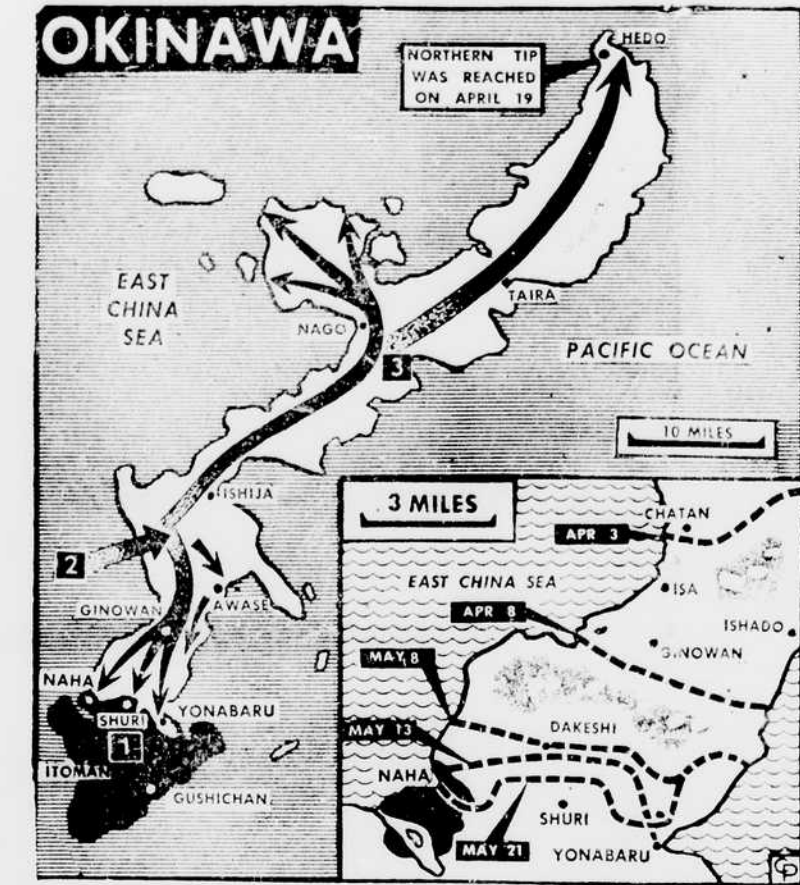 OKINAWA
HEDO
NORTHERN TIP
WAS REACHED
ON APRIL 19
EAST
CHINA
SEA
TAIRA
NAGO
PACIFIC OCEAN
3
10 MILES
ISHIJA
2
AWASE
GINOWAN
NAHA
SHURI
YONABARU
1
ITOMAN
GUSHICHAN
3 MILES
CHATAN
APR 3
EAST CHINA SEA
ISA
APR 8
ISHADO
GINOWAN
MAY 8
DAKESHI
MAY 13
NAHA
SHURI
MAY 21
YONABARU
CP